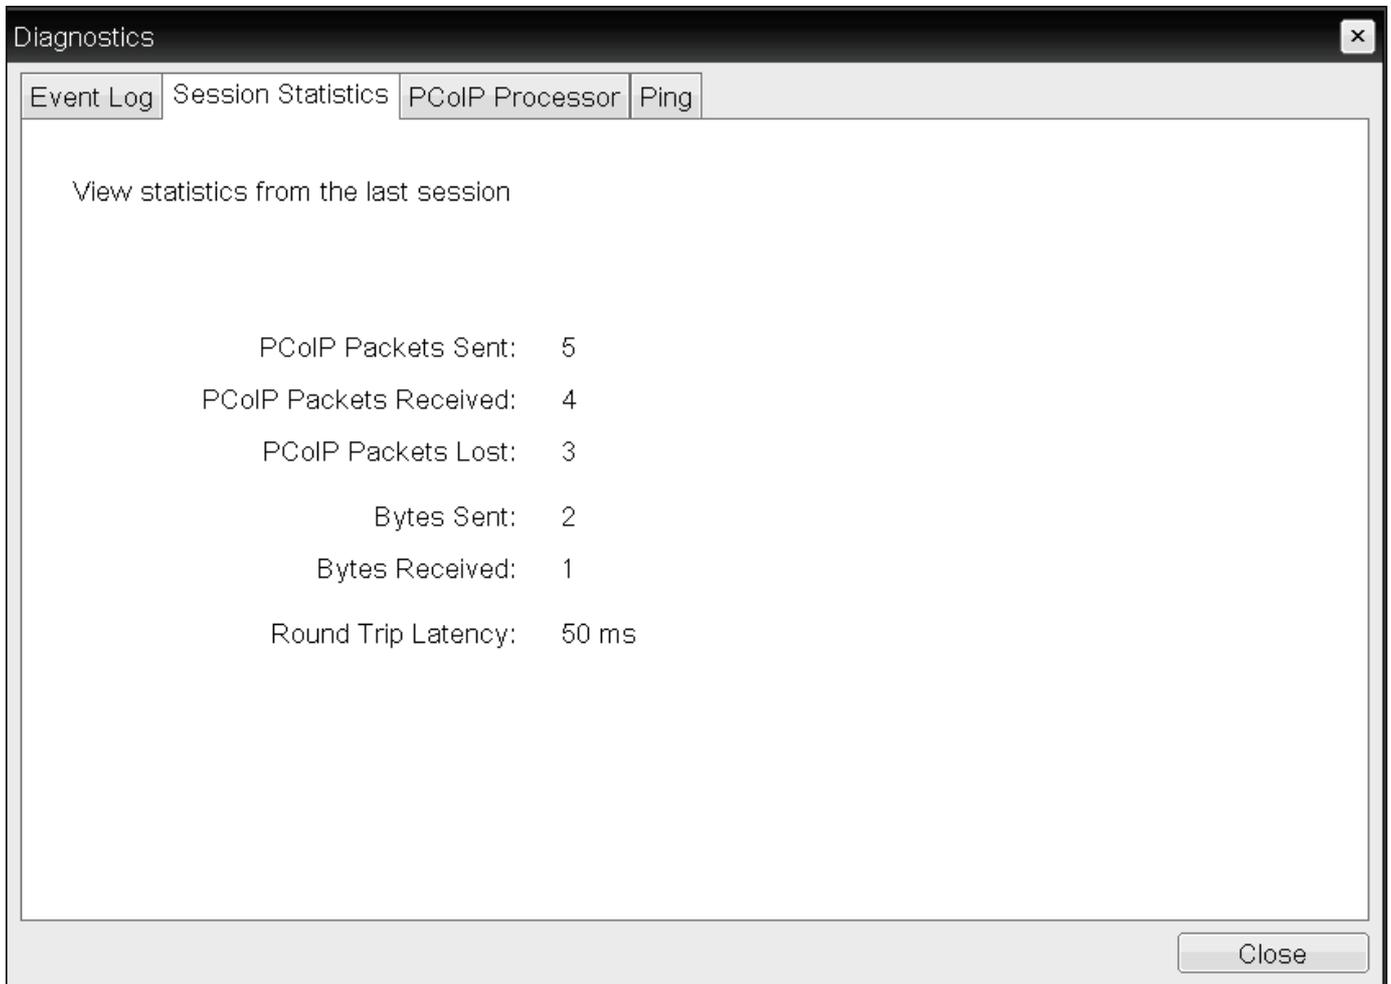 Diagnostics
Event Log Session Statistics PCoIP Processor Ping
View statistics from the last session
PCoIP Packets Sent: 5
PCoIP Packets Received: 4
PCoIP Packets Lost: 3
Bytes Sent: 2
Bytes Received: 1
Round Trip Latency: 50 ms
Close